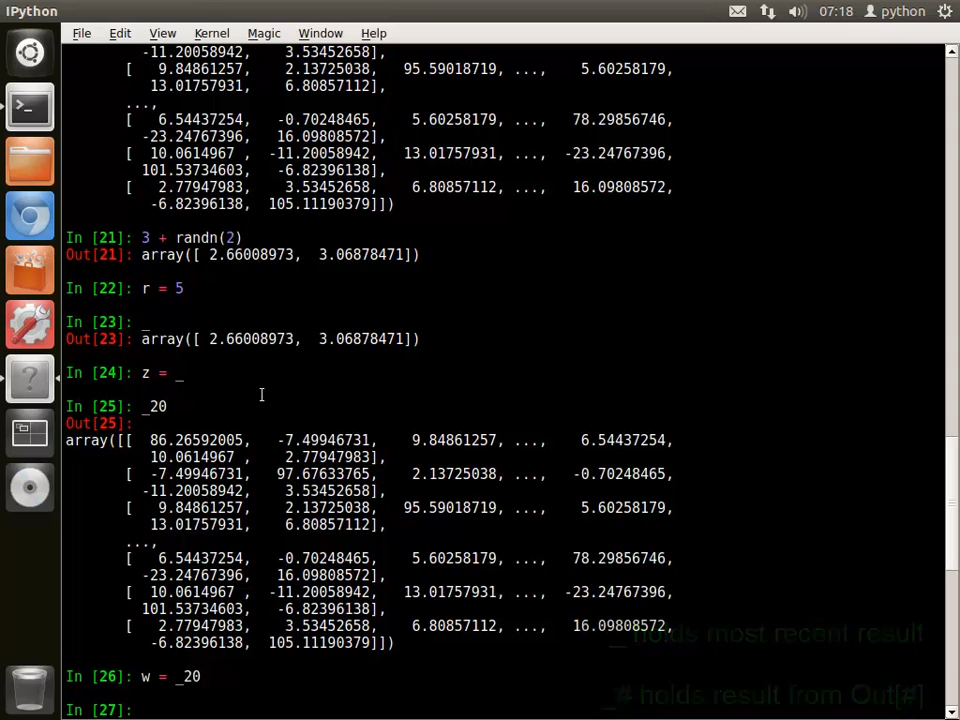 IPython
07:18 python
File Edit View Kernel Magic Window Help
-11.20058942, 3.53452658],
[ 9.84861257, 2.13725038, 95.59018719, ..., 5.60258179,
13.01757931, 6.80857112],
...,
[ 6.54437254, -0.70248465, 5.60258179, ..., 78.29856746,
-23.24767396, 16.09808572],
[ 10.0614967 , -11.20058942, 13.01757931, ..., -23.24767396,
101.53734603, -6.82396138],
[ 2.77947983, 3.53452658, 6.80857112, ..., 16.09808572,
-6.82396138, 105.11190379]])
In [21]: 3 + randn(2)
Out[21]: array([ 2.66008973, 3.06878471])
In [22]: r = 5
In [23]: _
Out[23]: array([ 2.66008973, 3.06878471])
In [24]: z = _
In [25]: _20
Out[25]:
array([[ 86.26592005, -7.49946731, 9.84861257, ..., 6.54437254,
10.0614967 , 2.77947983],
[ -7.49946731, 97.67633765, 2.13725038, ..., -0.70248465,
-11.20058942, 3.53452658],
[ 9.84861257, 2.13725038, 95.59018719, ..., 5.60258179,
13.01757931, 6.80857112],
...,
[ 6.54437254, -0.70248465, 5.60258179, ..., 78.29856746,
-23.24767396, 16.09808572],
[ 10.0614967 , -11.20058942, 13.01757931, ..., -23.24767396,
101.53734603, -6.82396138],
[ 2.77947983, 3.53452658, 6.80857112, ..., 16.09808572,
-6.82396138, 105.11190379]])
_ holds most recent result
In [26]: w = _20
_# holds result from Out[#]
In [27]: